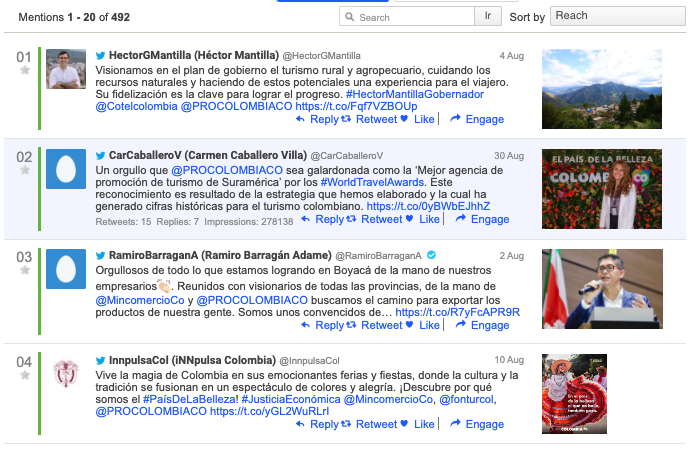 Mentions 1 - 20 of 492
Search
Ir
Sort by
Reach
01
HectorGMantilla (Héctor Mantilla) @HectorGMantilla
4 Aug
Visionamos en el plan de gobierno el turismo rural y agropecuario, cuidando los
recursos naturales y haciendo de estos potenciales una experiencia para el viajero.
Su fidelización es la clave para lograr el progreso. #HectorMantillaGobernador
@Cotelcolombia @PROCOLOMBIACO https://t.co/Fqf7VZBOUp
Reply Retweet Like Engage
02
CarCaballeroV (Carmen Caballero Villa) @CarCaballeroV
30 Aug
Un orgullo que @PROCOLOMBIACO sea galardonada como la 'Mejor agencia de
promoción de turismo de Suramérica' por los #WorldTravelAwards. Este
reconocimiento es resultado de la estrategia que hemos elaborado y la cual ha
generado cifras históricas para el turismo colombiano. https://t.co/0yBWbEJhhZ
Retweets: 15 Replies: 7 Impressions: 278138 Reply Retweet Like Engage
EL PAÍS DE LA BELLEZA
COLOMBIA
03
RamiroBarraganA (Ramiro Barragán Adame) @RamiroBarraganA
2 Aug
Orgullosos de todo lo que estamos logrando en Boyacá de la mano de nuestros
empresarios👏🏻. Reunidos con visionarios de todas las provincias, de la mano de
@MincomercioCo y @PROCOLOMBIACO buscamos el camino para exportar los
productos de nuestra gente. Somos unos convencidos de… https://t.co/R7yFcAPR9R
Reply Retweet Like Engage
04
InnpulsaCol (iNNpulsa Colombia) @InnpulsaCol
10 Aug
Vive la magia de Colombia en sus emocionantes ferias y fiestas, donde la cultura y la
tradición se fusionan en un espectáculo de colores y alegría. ¡Descubre por qué
somos el #PaísDeLaBelleza! #JusticiaEconómica @MincomercioCo, @fonturcol,
@PROCOLOMBIACO https://t.co/yGL2WuRLrI
Reply Retweet Like Engage
En el país
de la belleza
COLOMBIA